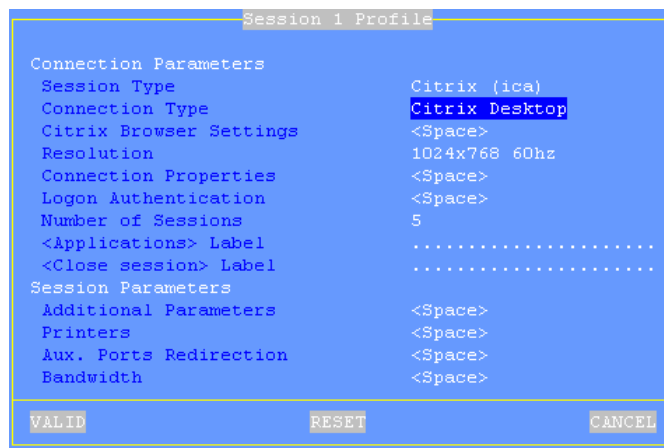 Session 1 Profile
Connection Parameters
Session Type Citrix (ica)
Connection Type Citrix Desktop
Citrix Browser Settings <Space>
Resolution 1024x768 60hz
Connection Properties <Space>
Logon Authentication <Space>
Number of Sessions 5
<Applications> Label ......................
<Close session> Label ......................
Session Parameters
Additional Parameters <Space>
Printers <Space>
Aux. Ports Redirection <Space>
Bandwidth <Space>
VALID RESET CANCEL